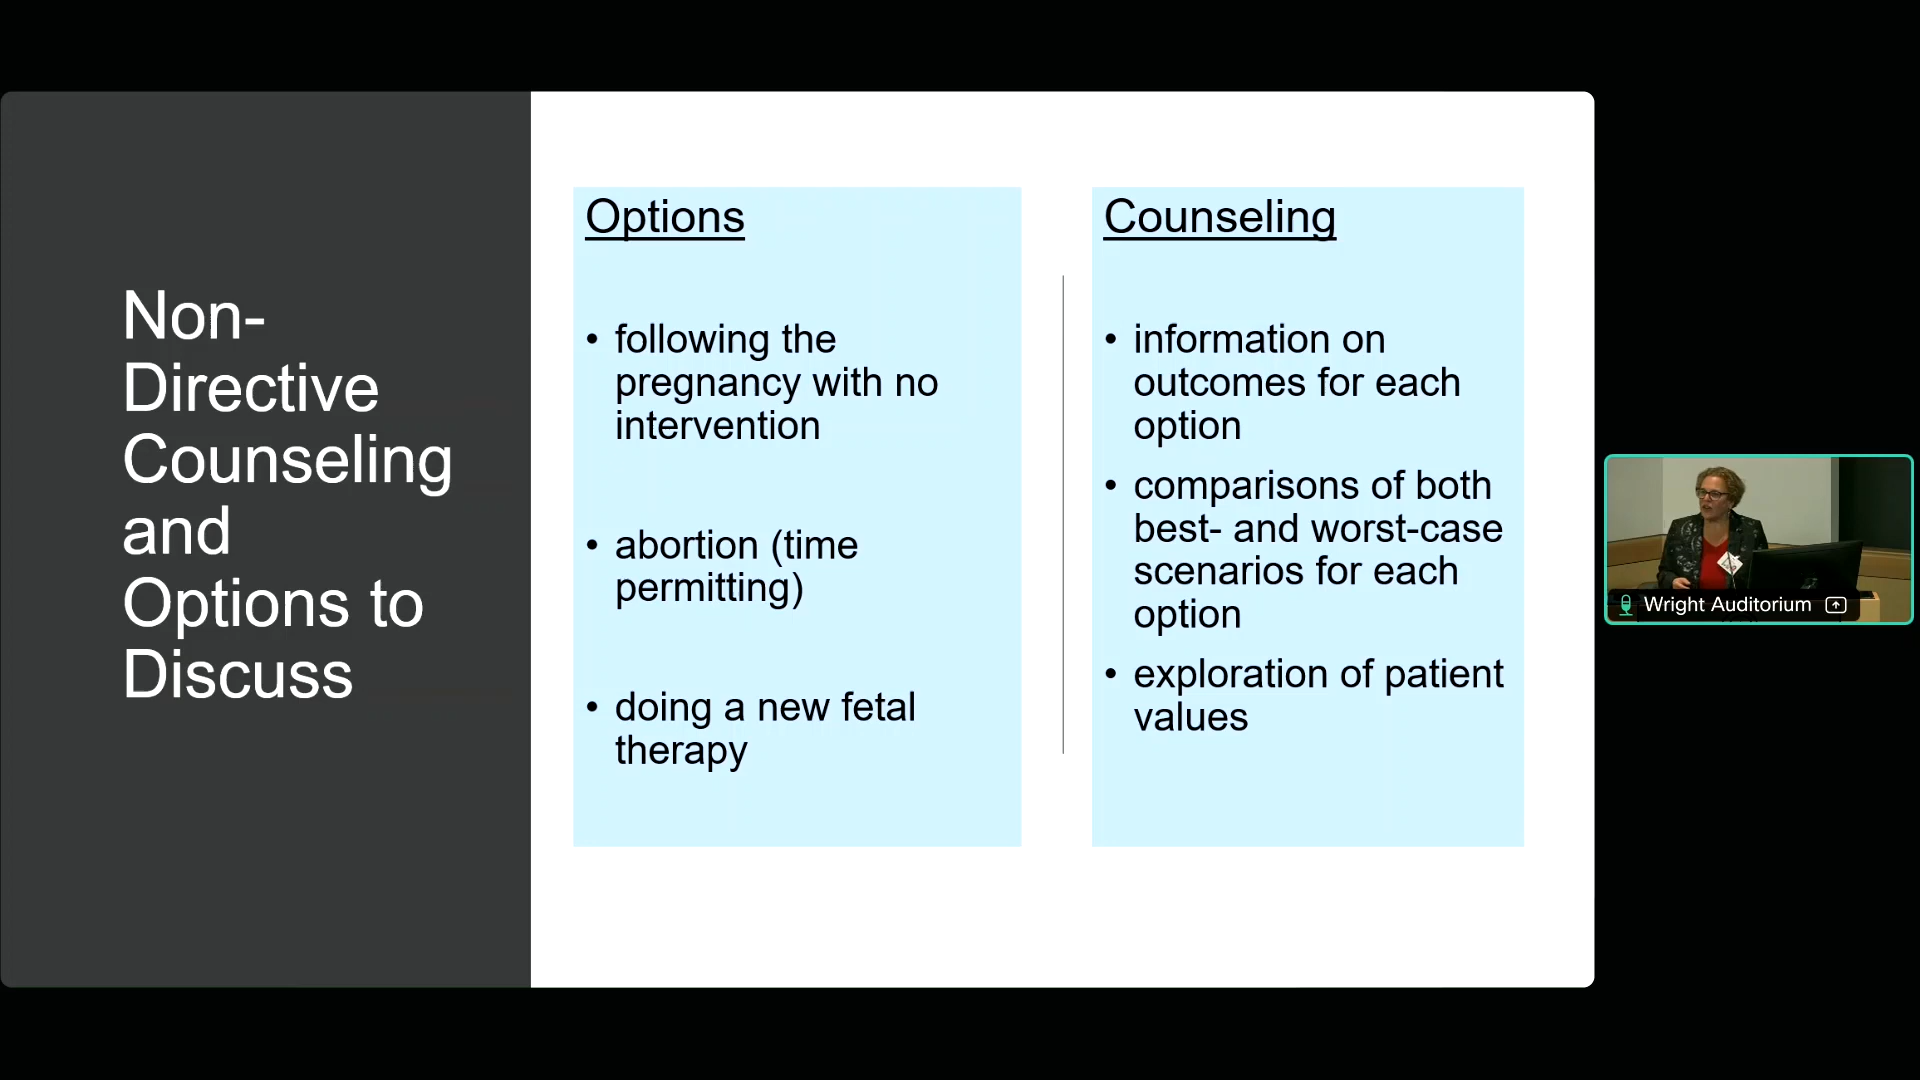 Non-
Directive
Counseling
and
Options to
Discuss
Options
• following the
pregnancy with no
intervention
• abortion (time
permitting)
• doing a new fetal
therapy
Counseling
• information on
outcomes for each
option
• comparisons of both
best- and worst-case
scenarios for each
option
• exploration of patient
values
Wright Auditorium